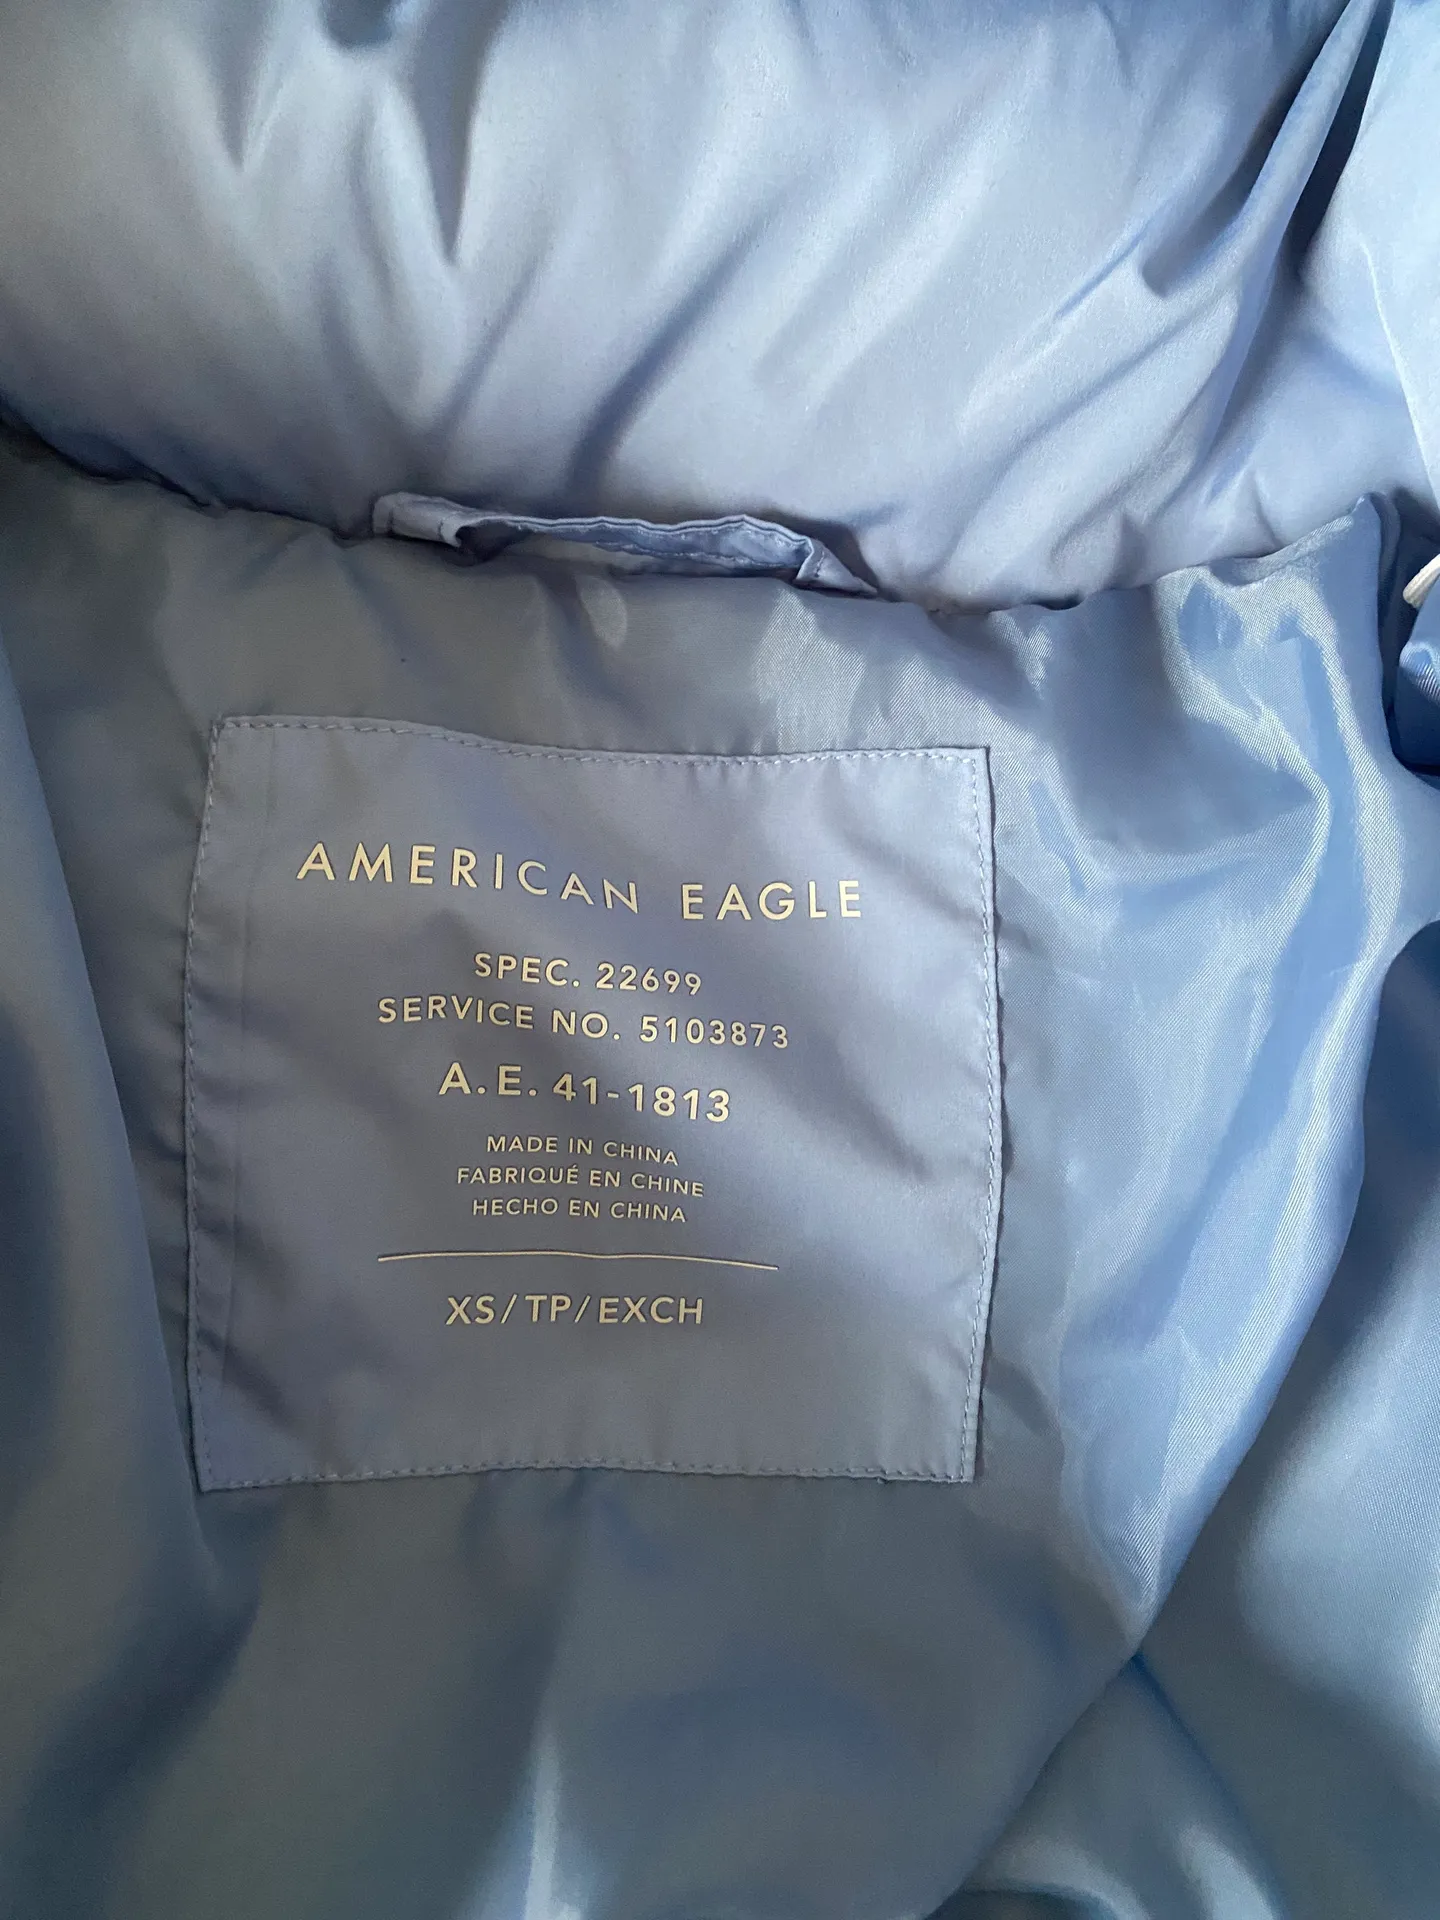 AMERICAN EAGLE
SPEC. 22699
SERVICE NO. 5103873
A.E. 41-1813
MADE IN CHINA
FABRIQUÉ EN CHINE
HECHO EN CHINA
XS/TP/EXCH